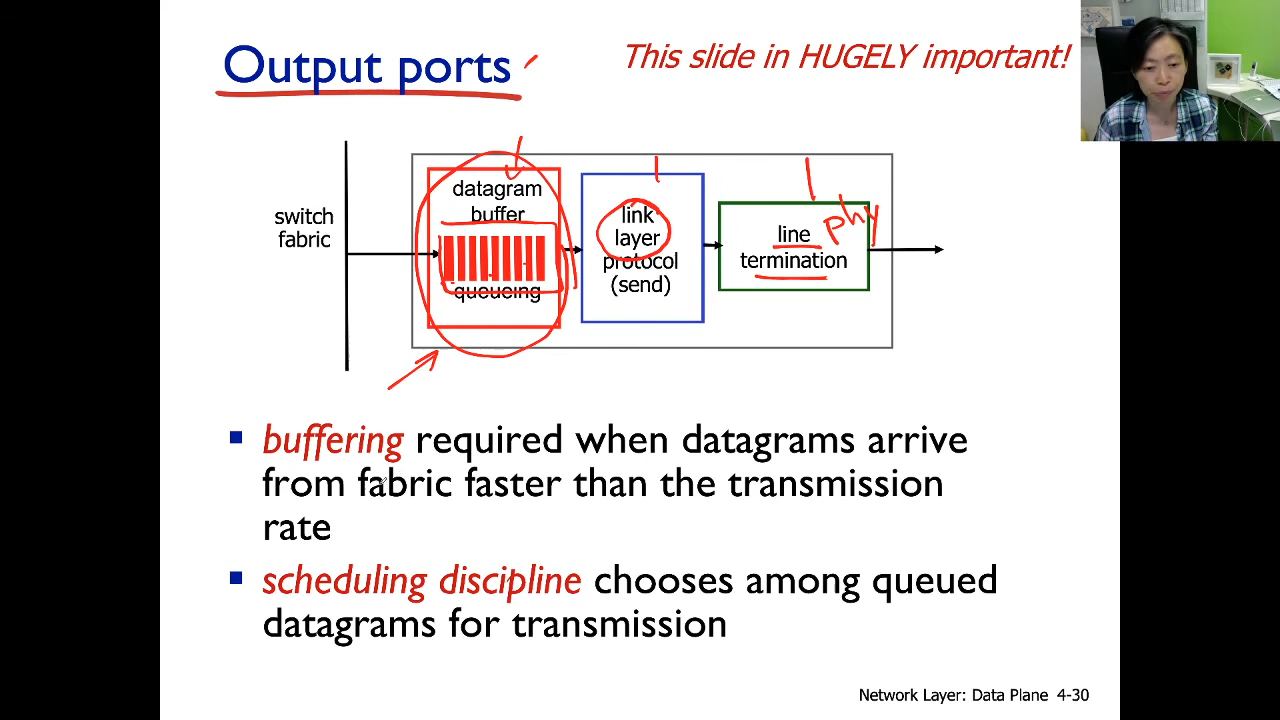 Output ports
This slide in HUGELY important!
switch
fabric
datagram
buffer
queueing
link
layer
protocol
(send)
line
termination
phy
buffering required when datagrams arrive
from fabric faster than the transmission
rate
scheduling discipline chooses among queued
datagrams for transmission
Network Layer: Data Plane 4-30